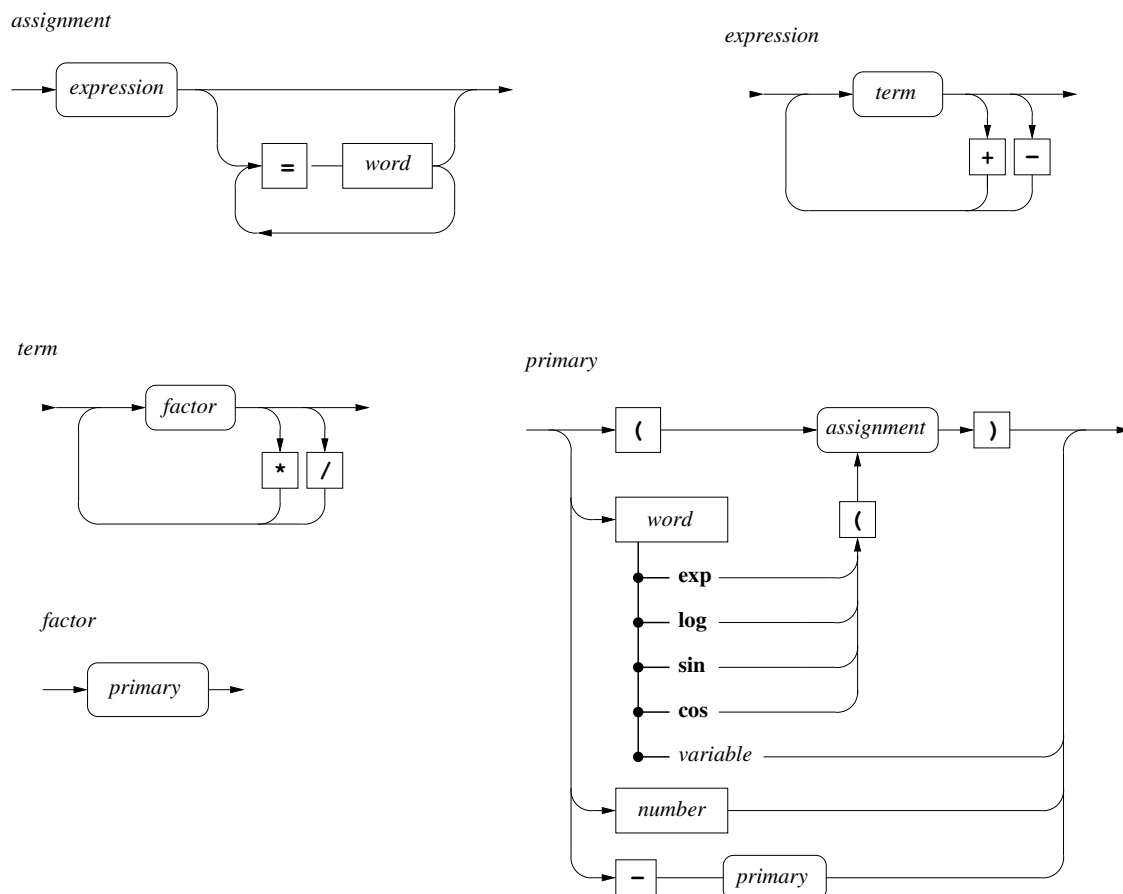 assignment
expression
= word
expression
term
+ -
term
factor
* /
factor
primary
primary
( assignment )
word (
exp
log
sin
cos
variable
number
- primary